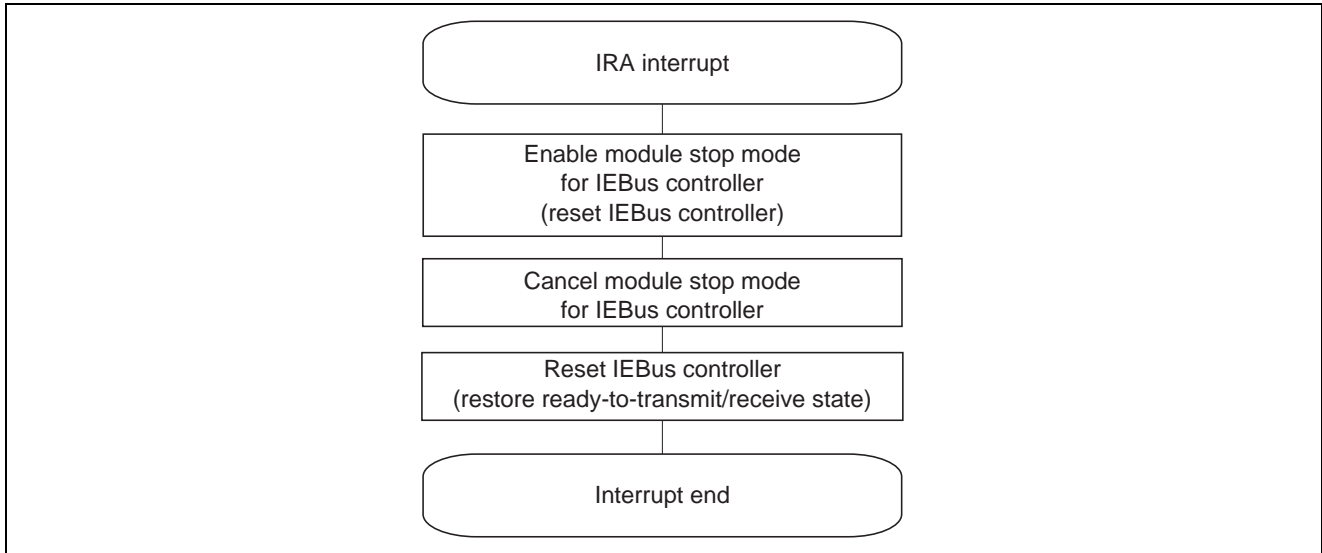 IRA interrupt
Enable module stop mode
for IEBus controller
(reset IEBus controller)
Cancel module stop mode
for IEBus controller
Reset IEBus controller
(restore ready-to-transmit/receive state)
Interrupt end